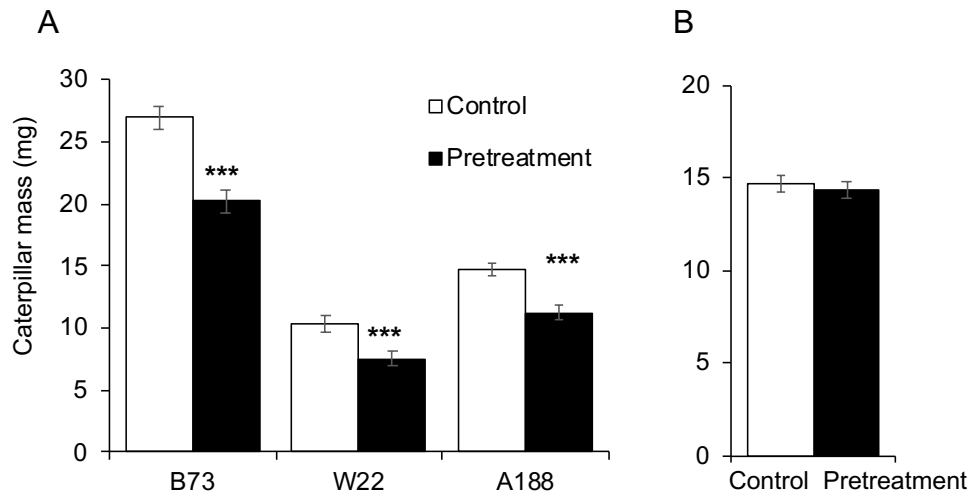 A
B
Caterpillar mass (mg)
30
25
20
15
10
5
0
Control
Pretreatment
***
***
***
B73
W22
A188
20
15
10
5
0
Control
Pretreatment